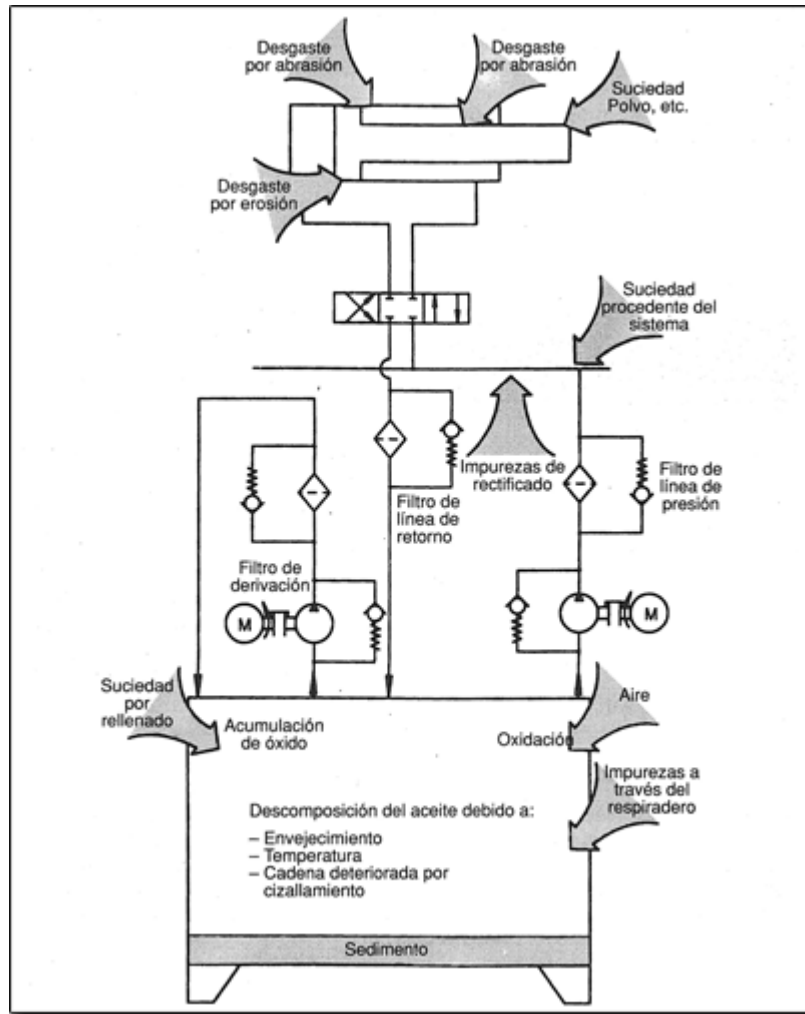 Desgaste
por abrasión
Desgaste
por abrasión
Suciedad
Polvo, etc.
Desgaste
por erosión
Suciedad
procedente del
sistema
Impurezas de
rectificado
Filtro de
línea de
presión
Filtro de
línea de
retorno
Filtro de
derivación
M
M
Suciedad
por
rellenado
Acumulación
de óxido
Oxidación
Aire
Impurezas a
través del
respiradero
Descomposición del aceite debido a:
– Envejecimiento
– Temperatura
– Cadena deteriorada por
cizallamiento
Sedimento